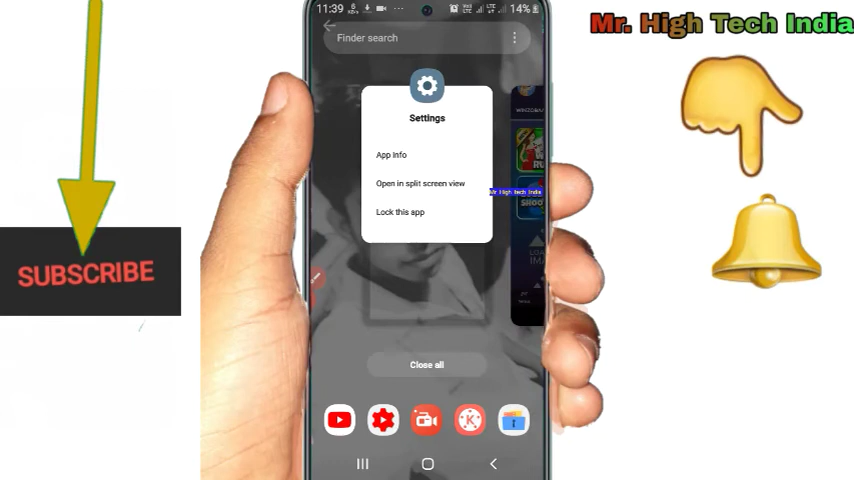 11:39
14%
Mr. High Tech India
Finder search
Settings
App info
Open in split screen view
Mr. High tech India
Lock this app
SUBSCRIBE
Close all